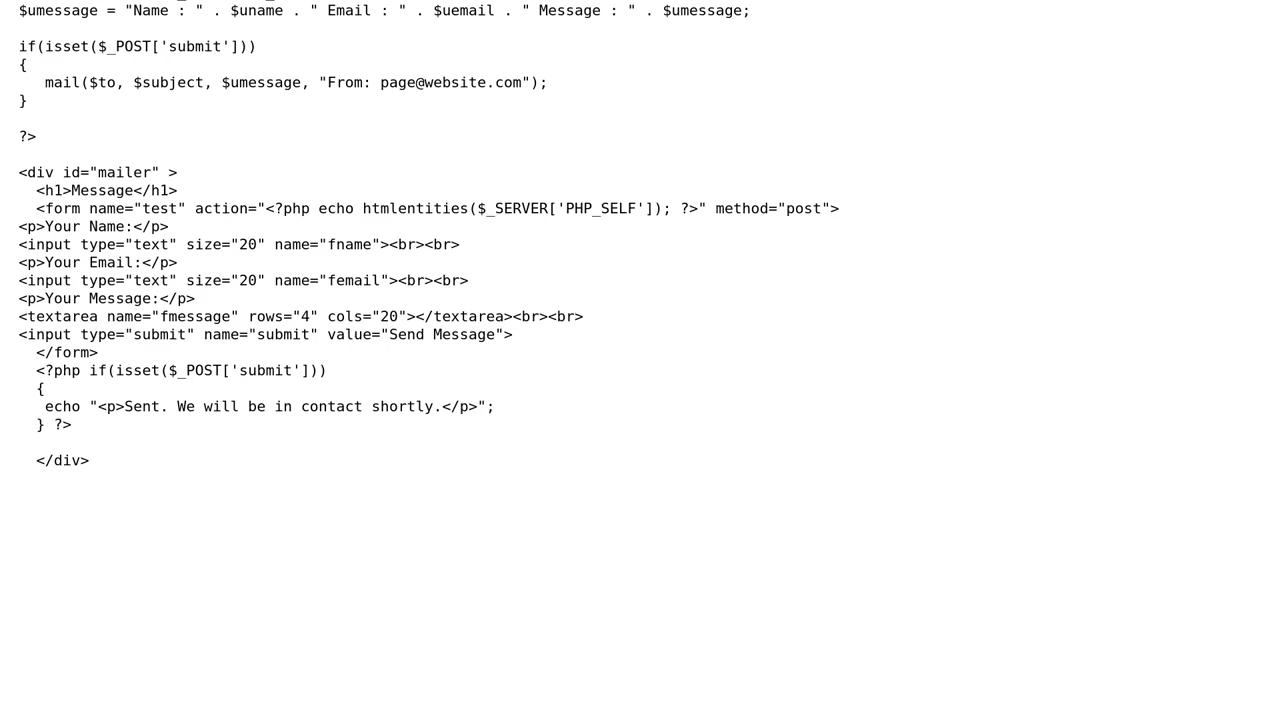 $umessage = "Name : " . $uname . " Email : " . $uemail . " Message : " . $umessage;
if(isset($_POST['submit']))
{
mail($to, $subject, $umessage, "From: page@website.com");
}
?>
<div id="mailer" >
<h1>Message</h1>
<form name="test" action="<?php echo htmlentities($_SERVER['PHP_SELF']); ?>" method="post">
<p>Your Name:</p>
<input type="text" size="20" name="fname"><br><br>
<p>Your Email:</p>
<input type="text" size="20" name="femail"><br><br>
<p>Your Message:</p>
<textarea name="fmessage" rows="4" cols="20"></textarea><br><br>
<input type="submit" name="submit" value="Send Message">
</form>
<?php if(isset($_POST['submit']))
{
echo "<p>Sent. We will be in contact shortly.</p>";
} ?>
</div>